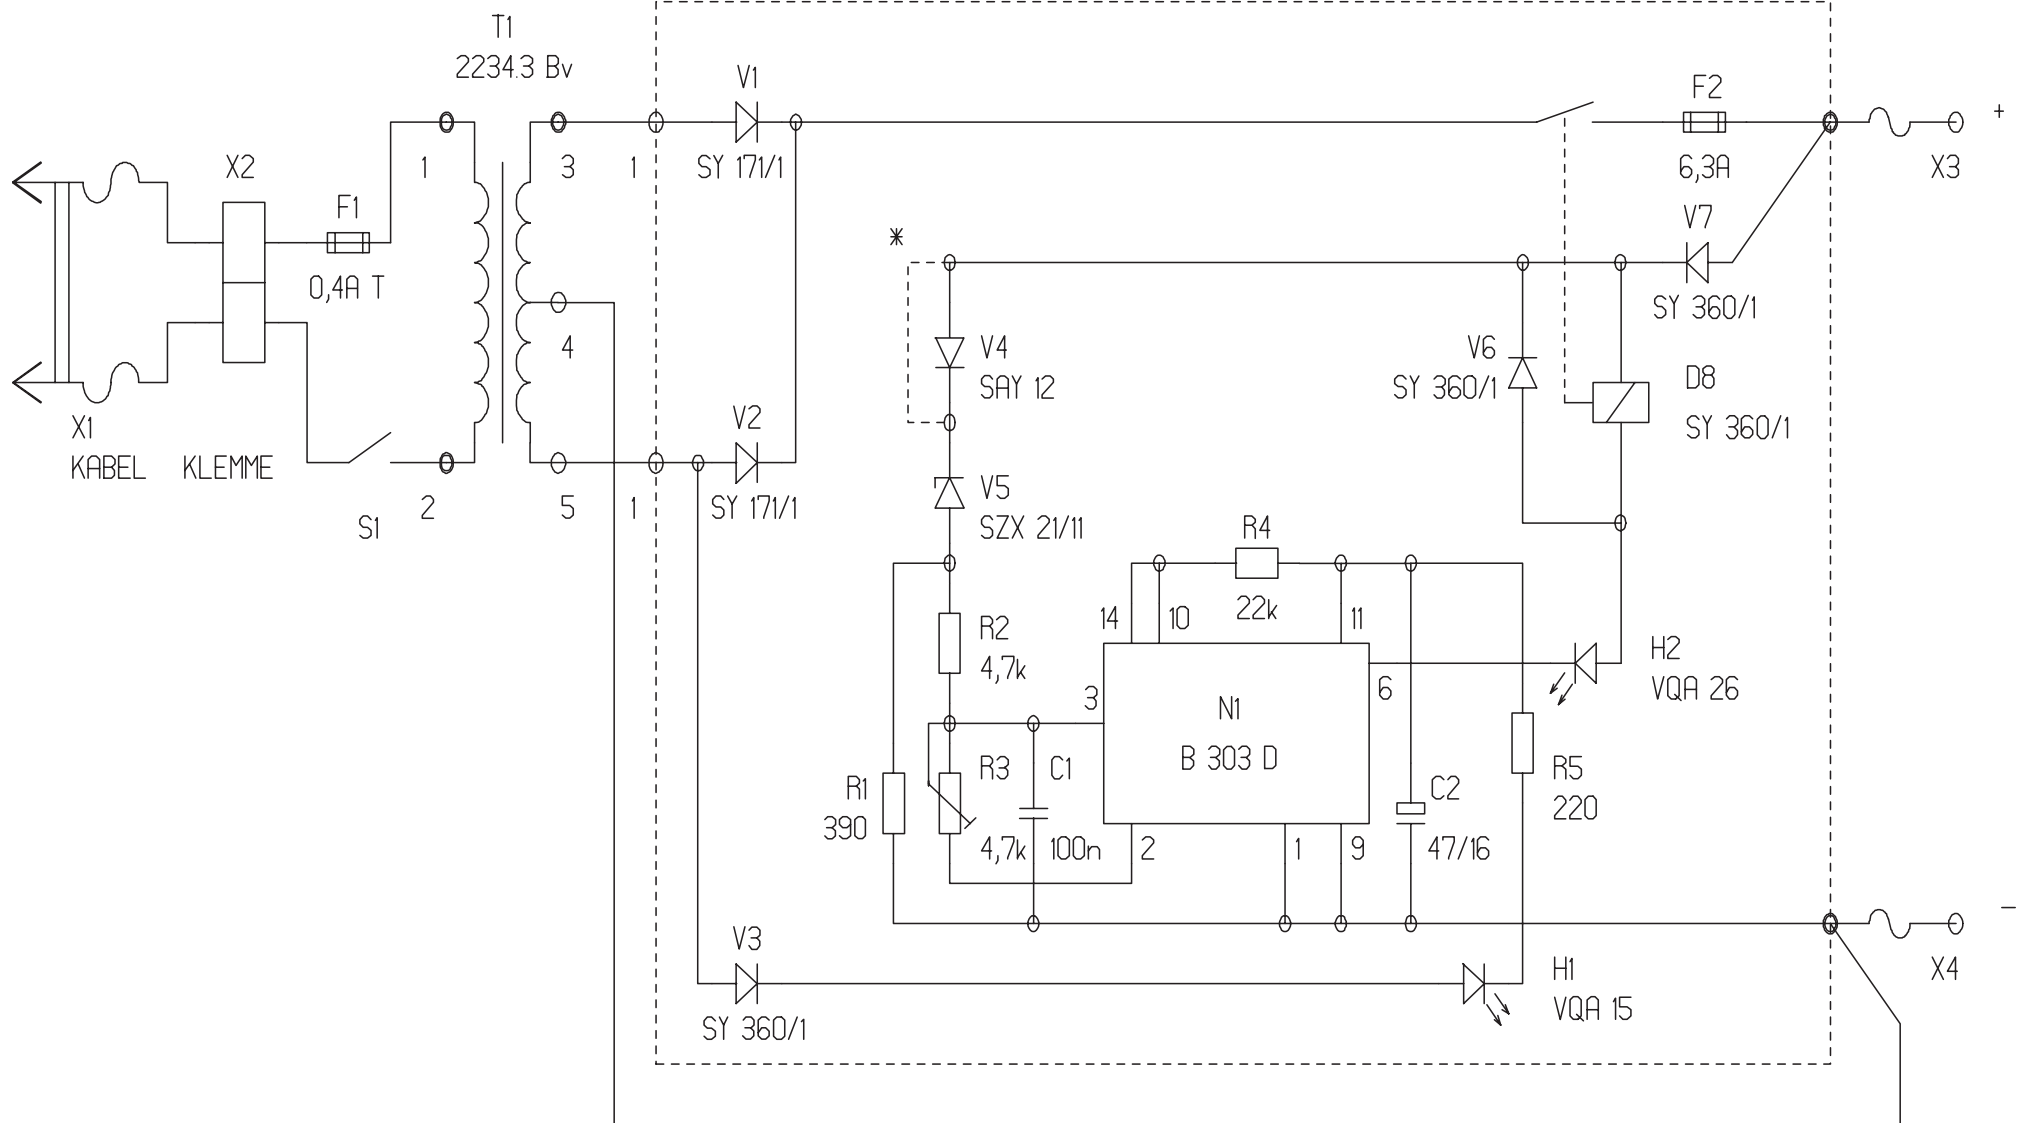 T1
2234.3 Bv
V1
SY 171/1
F2
6,3A
+
X3
X2
F1
0,4A T
1
3
1
*
V7
SY 360/1
4
V4
SAY 12
V6
SY 360/1
D8
SY 360/1
X1
KABEL
KLEMME
S1
2
5
1
V2
SY 171/1
V5
SZX 21/11
R4
22k
14
10
11
R2
4,7k
3
N1
B 303 D
6
H2
VQA 26
R1
390
R3
4,7k
C1
100n
2
1
9
C2
47/16
R5
220
V3
SY 360/1
H1
VQA 15
–
X4